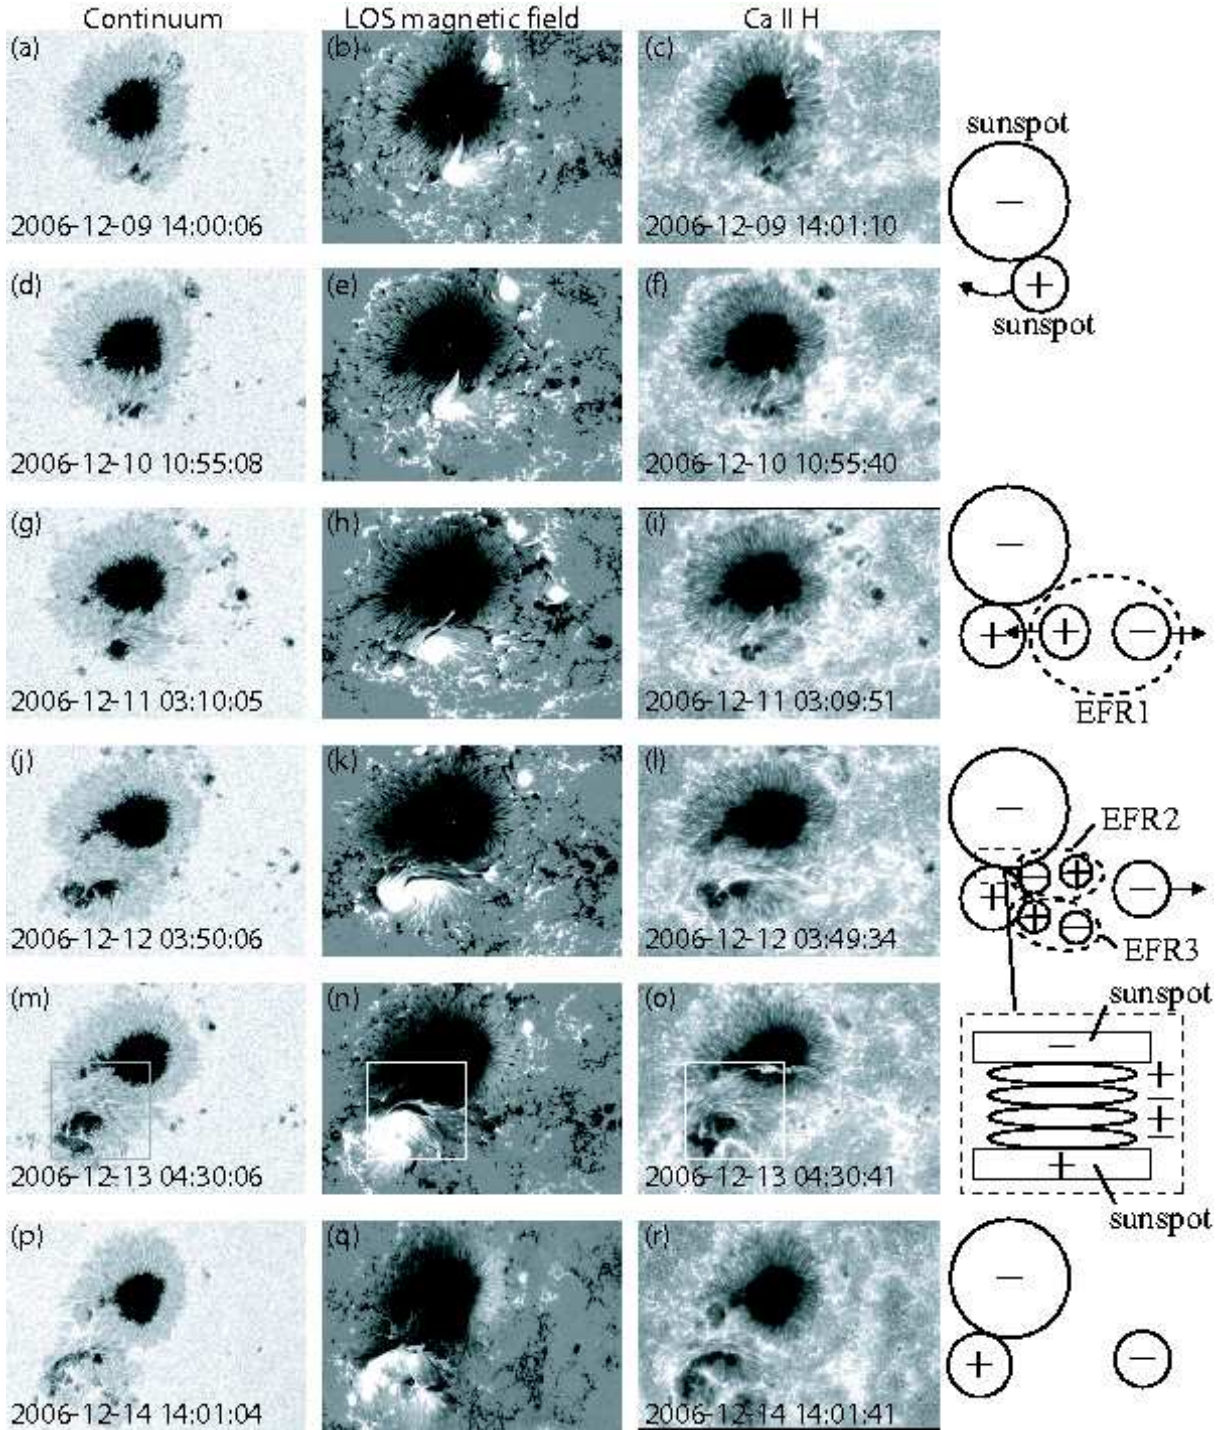 Continuum LOS magnetic field Ca II H
(a) (b) (c)
sunspot
−
2006-12-09 14:00:06 2006-12-09 14:01:10
(d) (e) (f)
+
sunspot
2006-12-10 10:55:08 2006-12-10 10:55:40
(g) (h) (i)
−
+ + −
2006-12-11 03:10:05 2006-12-11 03:09:51
EFR1
(j) (k) (l)
−
EFR2
− +
+ −
+ −
2006-12-12 03:50:06 2006-12-12 03:49:34
EFR3
(m) (n) (o)
sunspot
−
+
−
+
−
+
2006-12-13 04:30:06 2006-12-13 04:30:41
sunspot
(p) (q) (r)
−
+ −
2006-12-14 14:01:04 2006-12-14 14:01:41